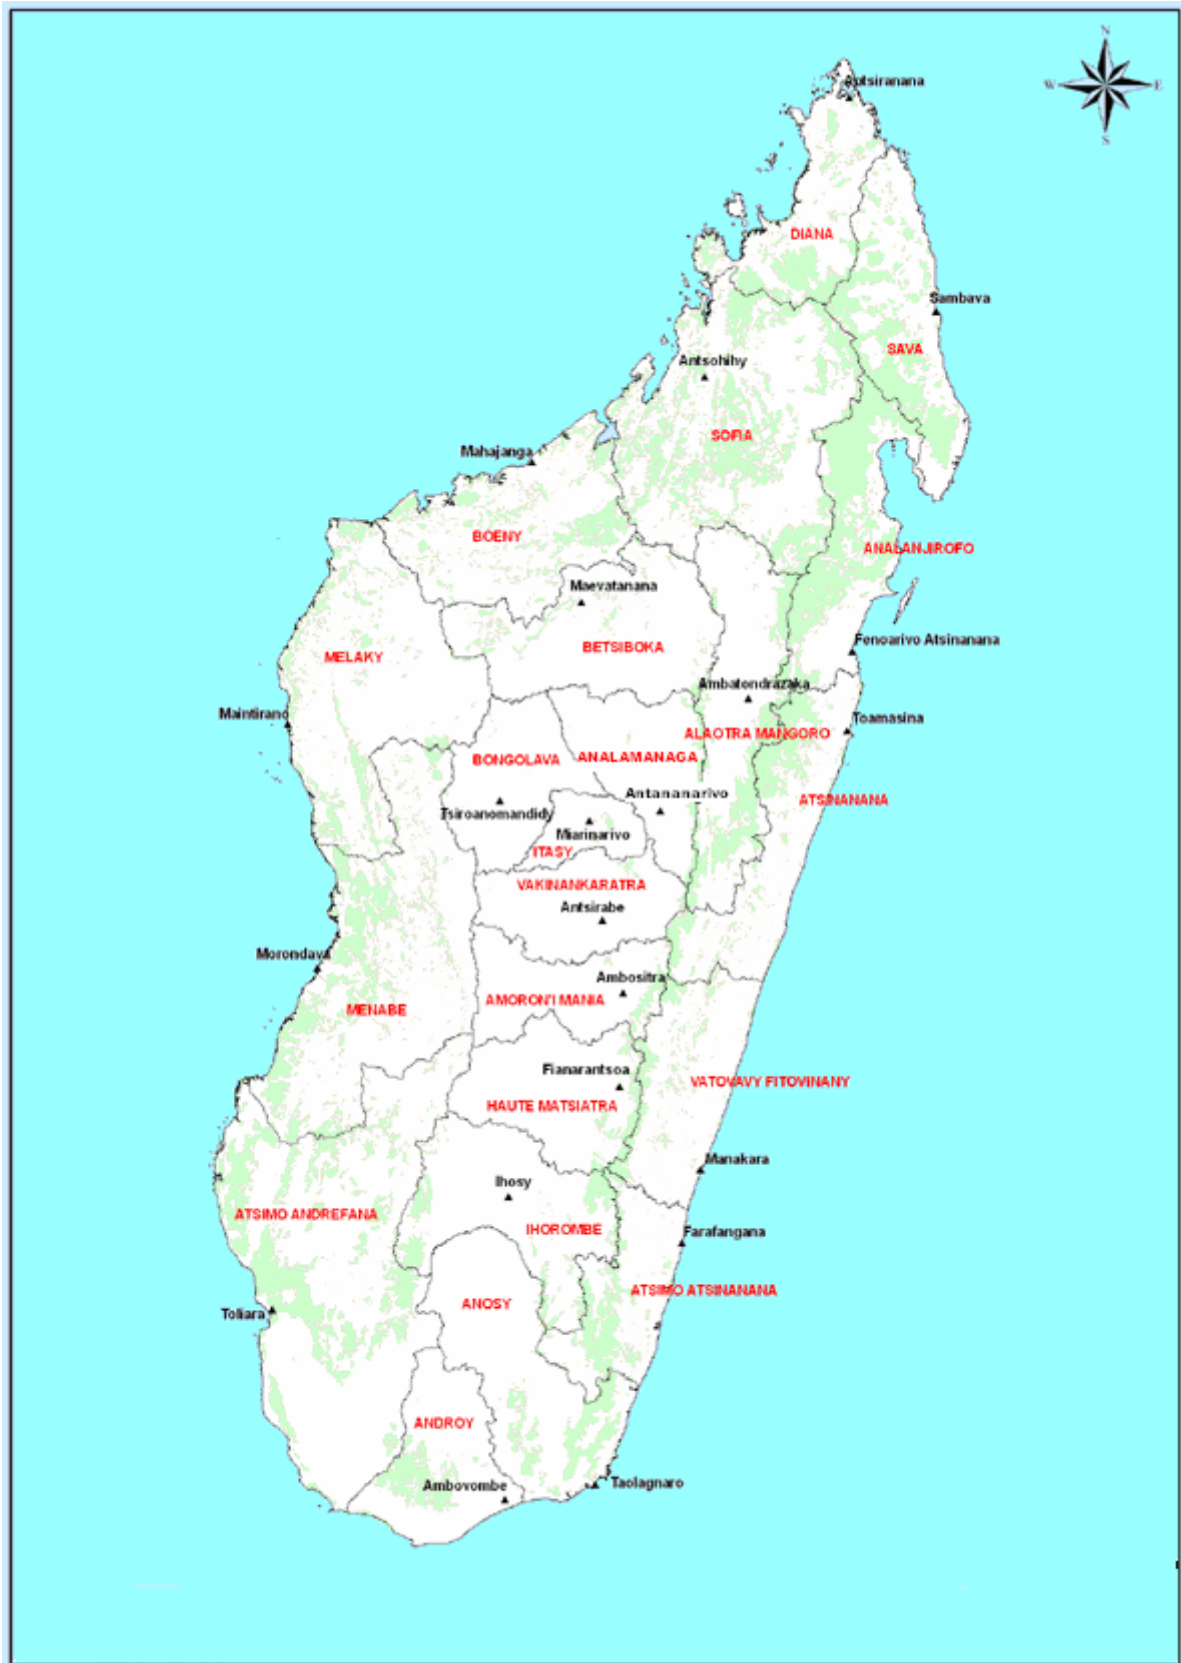 N
W
E
S
Antsiranana
DIANA
Sambava
SAVA
Antsohihy
SOFIA
Mahajanga
BOENY
ANALANJIROFO
Maevatanana
Fenoarivo Atsinanana
BETSIBOKA
MELAKY
Ambatondrazaka
Maintirano
Toamasina
ALAOTRA MANGORO
BONGOLAVA
ANALAMANAGA
Antananarivo
ATSINANANA
Tsiroanomandidy
Miarinarivo
ITASY
VAKINANKARATRA
Antsirabe
Morondava
Ambositra
AMORON'I MANIA
MENABE
Fianarantsoa
VATOVAVY FITOVINANY
HAUTE MATSIATRA
Manakara
Ihosy
ATSIMO ANDREFANA
IHOROMBE
Farafangana
ATSIMO ATSINANANA
ANOSY
Toliara
ANDROY
Ambovombe
Taolagnaro